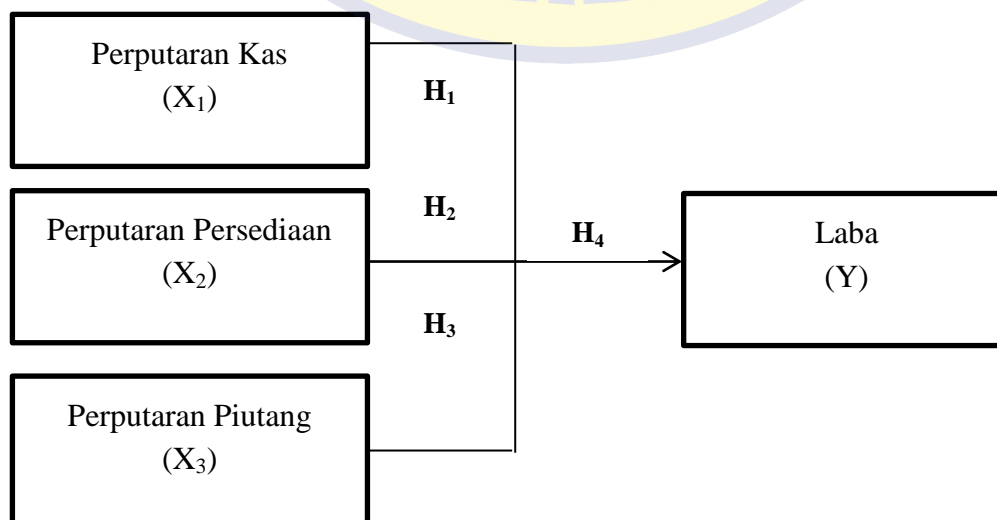 Perputaran Kas
(X₁)
H₁
Perputaran Persediaan
(X₂)
H₂
H₃
Perputaran Piutang
(X₃)
H₄
Laba
(Y)